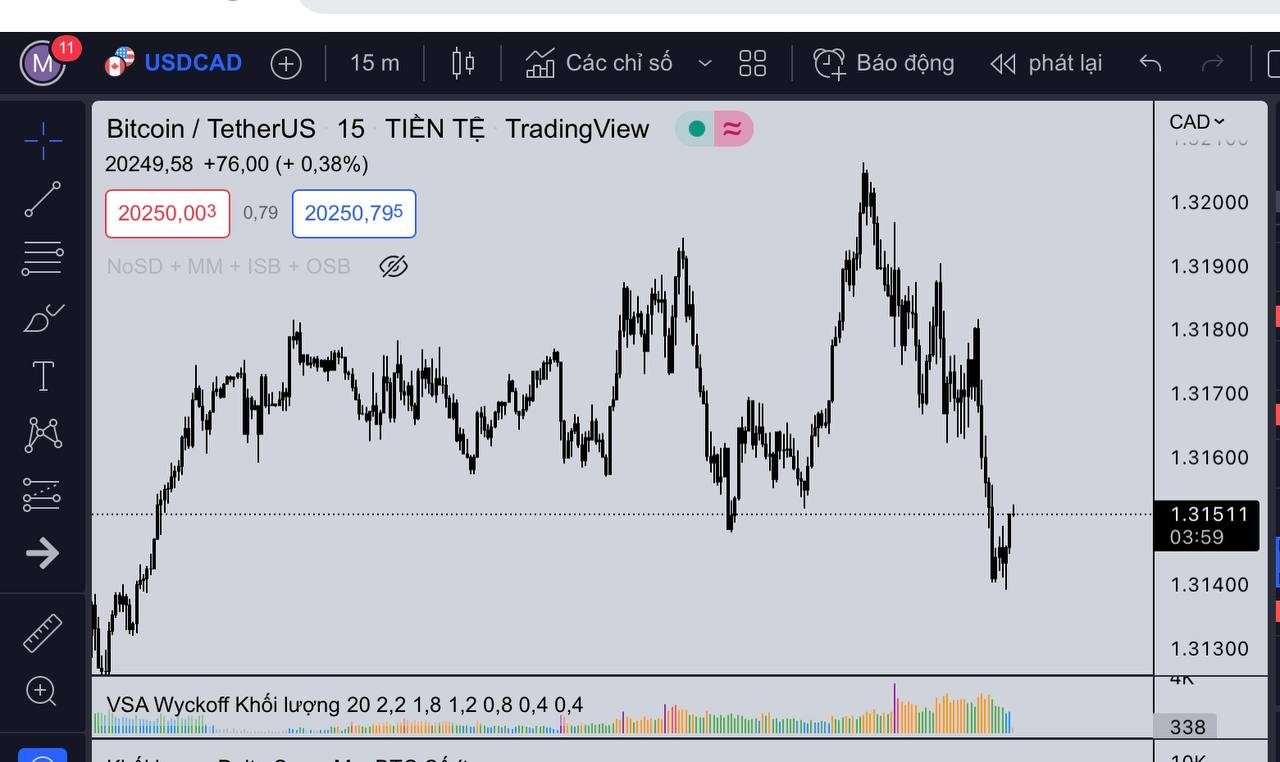 M 11 USDCAD 15 m Các chỉ số Báo động phát lại
Bitcoin / TetherUS · 15 · TIỀN TỆ · TradingView
CAD
20249,58 +76,00 (+ 0,38%)
20250,003 0,79 20250,795
NoSD + MM + ISB + OSB
1.32000
1.31900
1.31800
1.31700
1.31600
1.31511
03:59
1.31400
1.31300
VSA Wyckoff Khối lượng 20 2,2 1,8 1,2 0,8 0,4 0,4
4K
338
10K